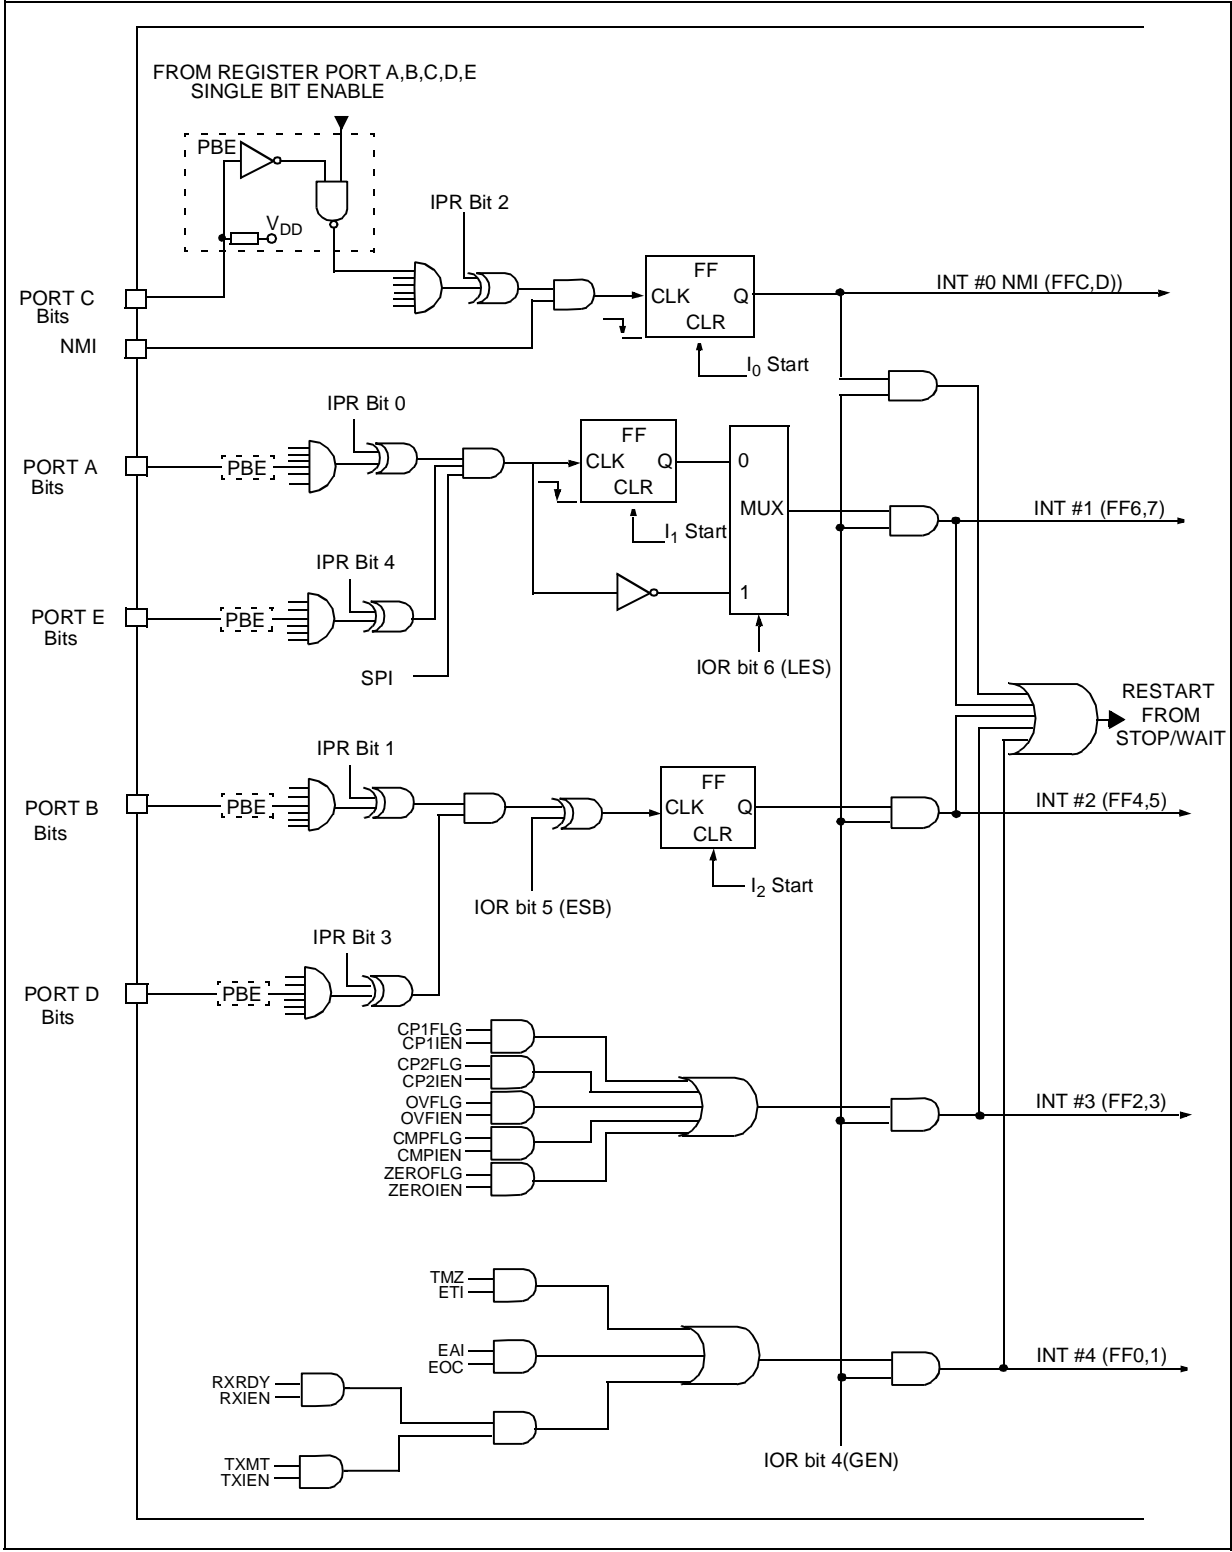 FROM REGISTER PORT A,B,C,D,E
SINGLE BIT ENABLE
PBE
VDD
IPR Bit 2
FF
CLK
Q
CLR
INT #0 NMI (FFC,D))
PORT C
Bits
NMI
I0 Start
IPR Bit 0
FF
CLK
Q
CLR
0
MUX
1
PORT A
Bits
PBE
I1 Start
INT #1 (FF6,7)
IPR Bit 4
PORT E
Bits
PBE
SPI
IOR bit 6 (LES)
RESTART
FROM
STOP/WAIT
IPR Bit 1
PORT B
Bits
PBE
FF
CLK
Q
CLR
INT #2 (FF4,5)
I2 Start
IOR bit 5 (ESB)
IPR Bit 3
PORT D
Bits
PBE
CP1FLG
CP1IEN
CP2FLG
CP2IEN
OVFLG
OVFIEN
CMPFLG
CMPIEN
ZEROFLG
ZEROIEN
INT #3 (FF2,3)
TMZ
ETI
EAI
EOC
RXRDY
RXIEN
TXMT
TXIEN
INT #4 (FF0,1)
IOR bit 4(GEN)